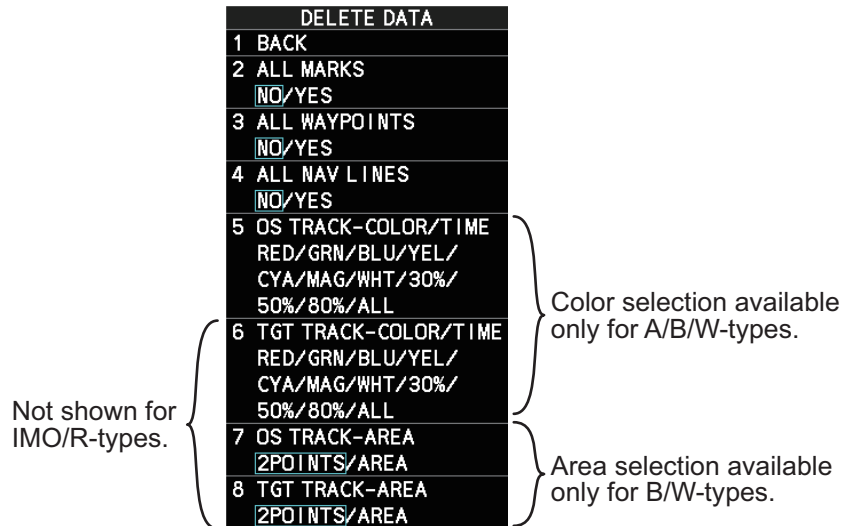 DELETE DATA
1 BACK
2 ALL MARKS
NO/YES
3 ALL WAYPOINTS
NO/YES
4 ALL NAV LINES
NO/YES
5 OS TRACK-COLOR/TIME
RED/GRN/BLU/YEL/
CYA/MAG/WHT/30%/
50%/80%/ALL
6 TGT TRACK-COLOR/TIME
RED/GRN/BLU/YEL/
CYA/MAG/WHT/30%/
50%/80%/ALL
7 OS TRACK-AREA
2POINTS/AREA
8 TGT TRACK-AREA
2POINTS/AREA
Color selection available
only for A/B/W-types.
Not shown for
IMO/R-types.
Area selection available
only for B/W-types.